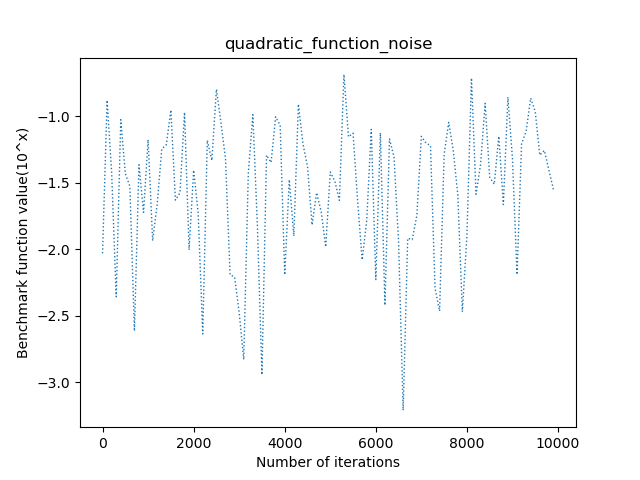 quadratic_function_noise
Benchmark function value(10^x)
−1.0
−1.5
−2.0
−2.5
−3.0
0 2000 4000 6000 8000 10000
Number of iterations